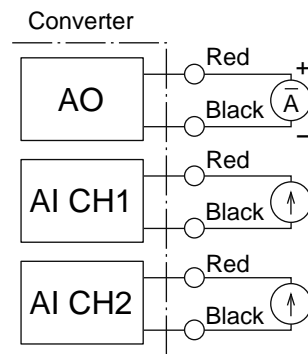 Converter
Red
+
AO
A
Black
−
Red
AI CH1
Black
Red
AI CH2
Black